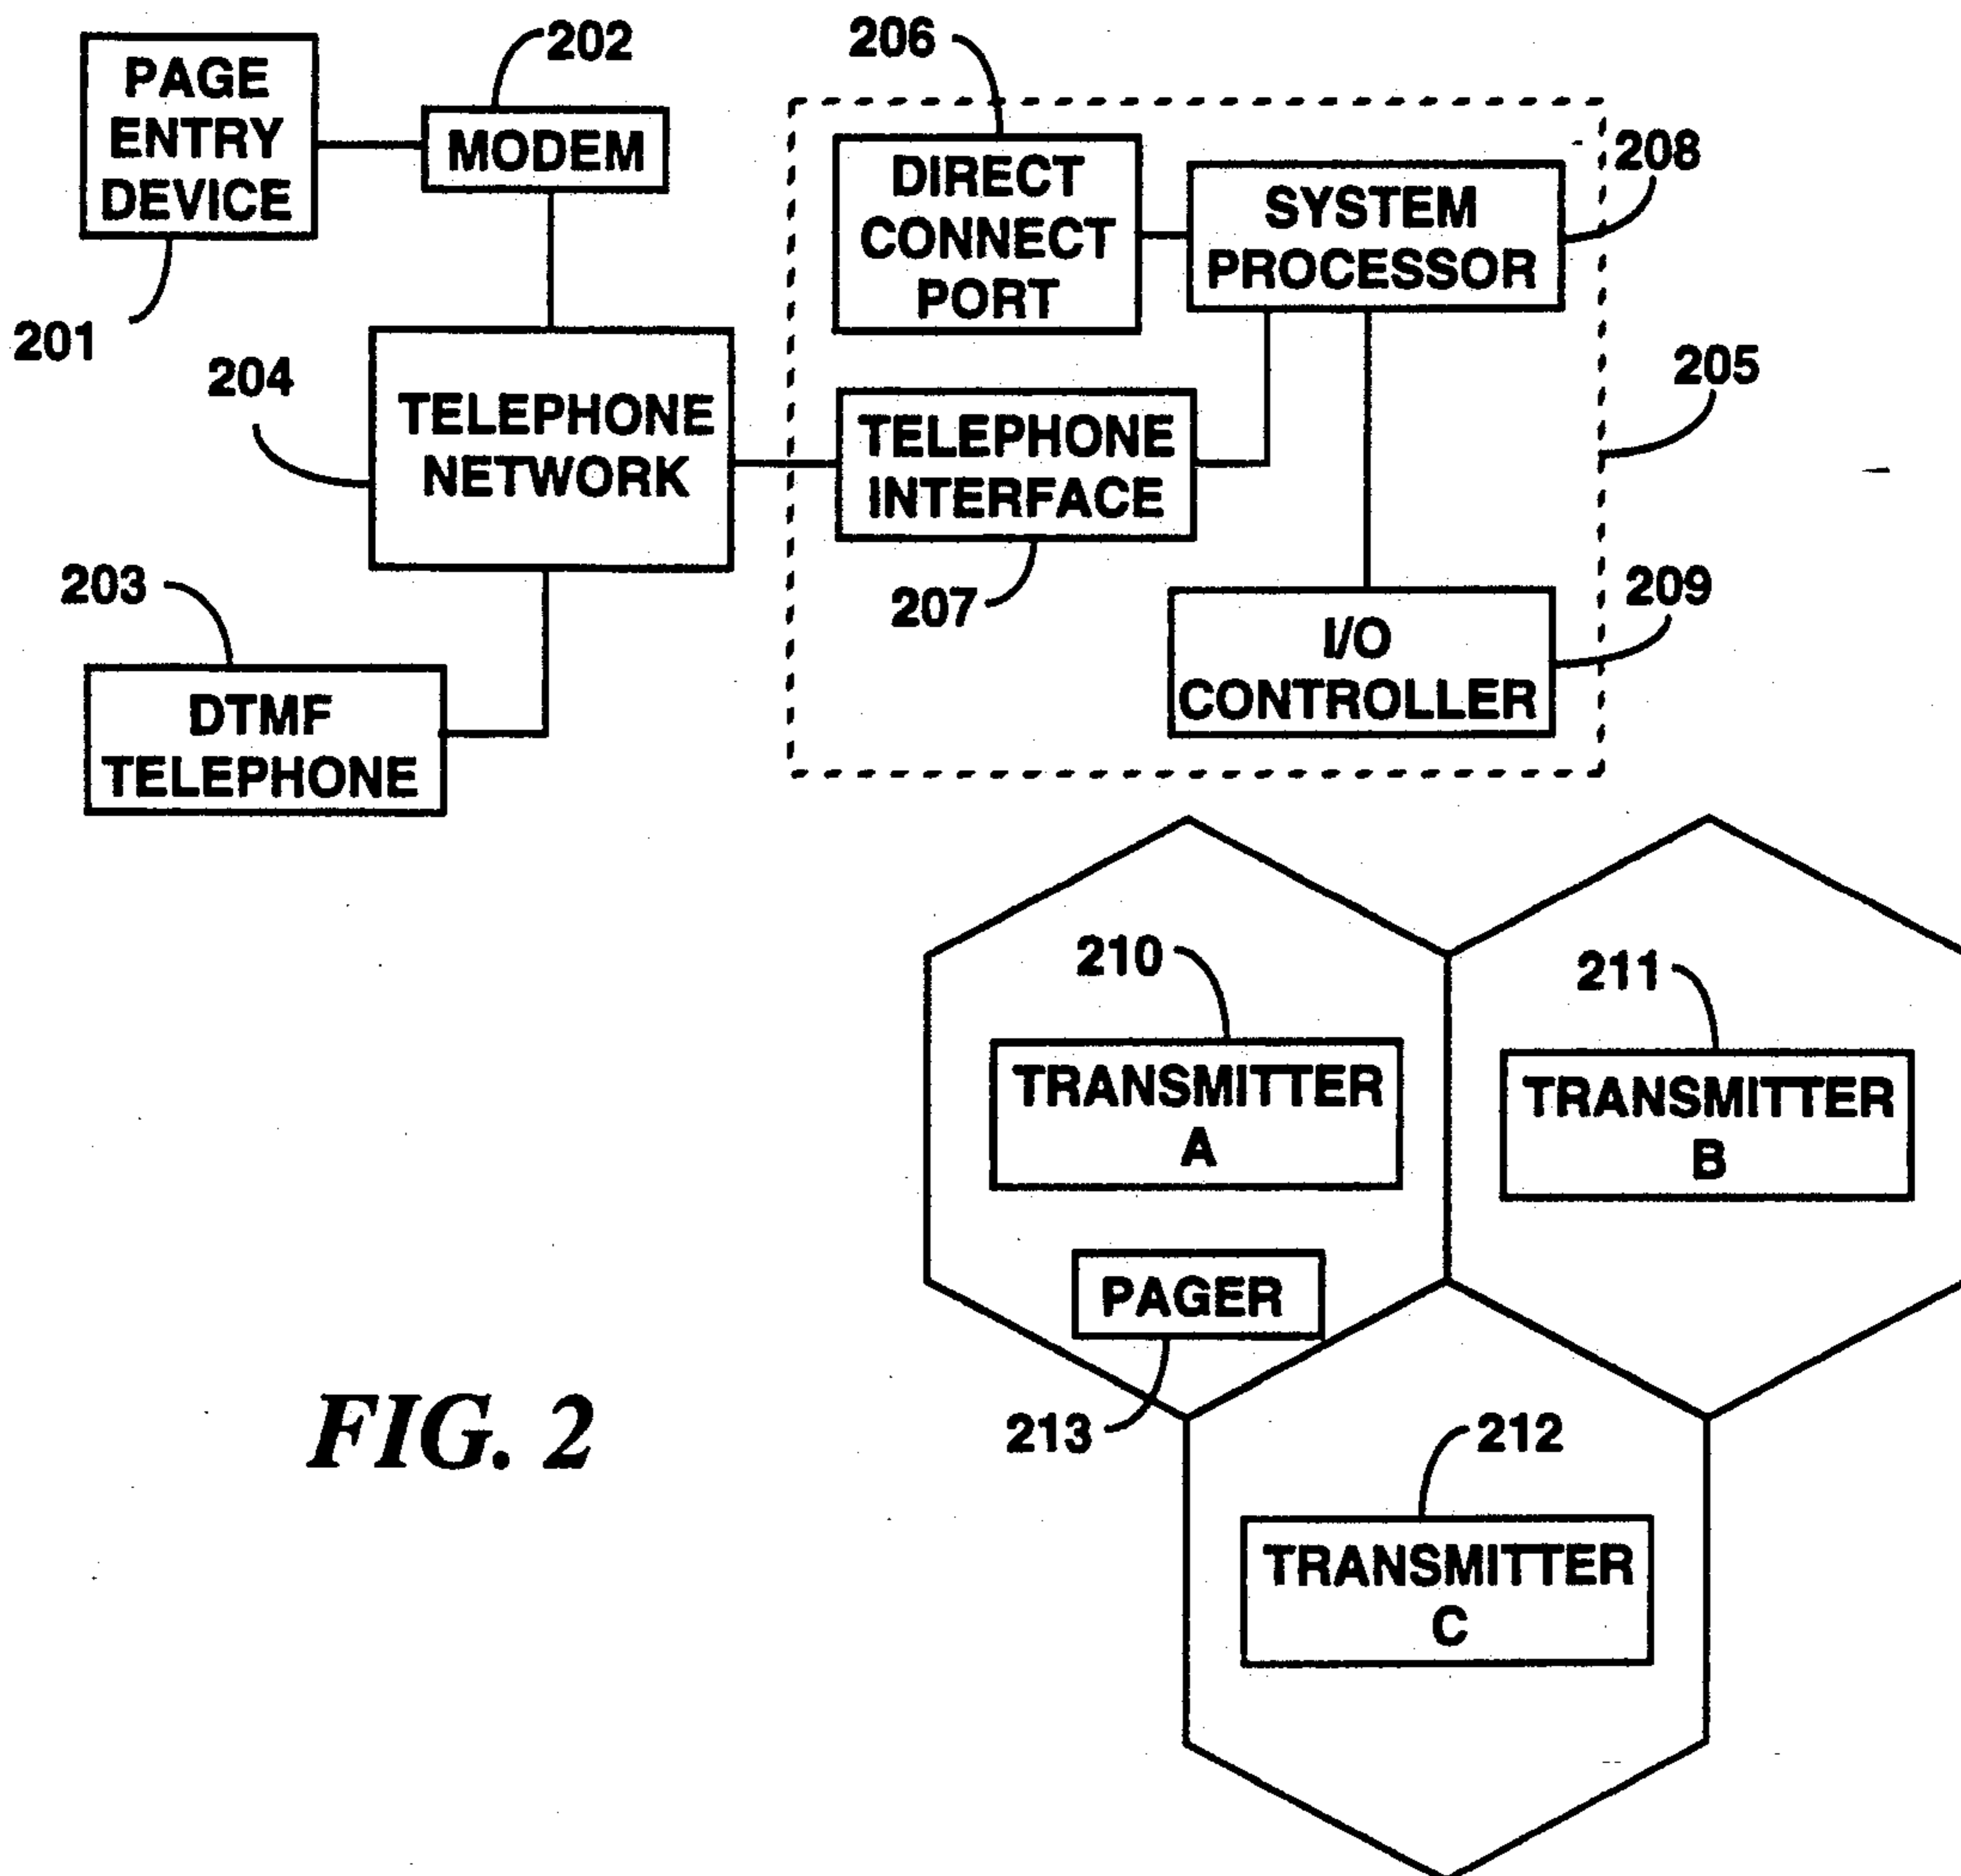 PAGE
ENTRY
DEVICE
201
202
MODEM
204
TELEPHONE
NETWORK
203
DTMF
TELEPHONE
206
DIRECT
CONNECT
PORT
SYSTEM
PROCESSOR
208
205
TELEPHONE
INTERFACE
207
209
I/O
CONTROLLER
210
TRANSMITTER
A
211
TRANSMITTER
B
PAGER
213
212
TRANSMITTER
C
FIG. 2